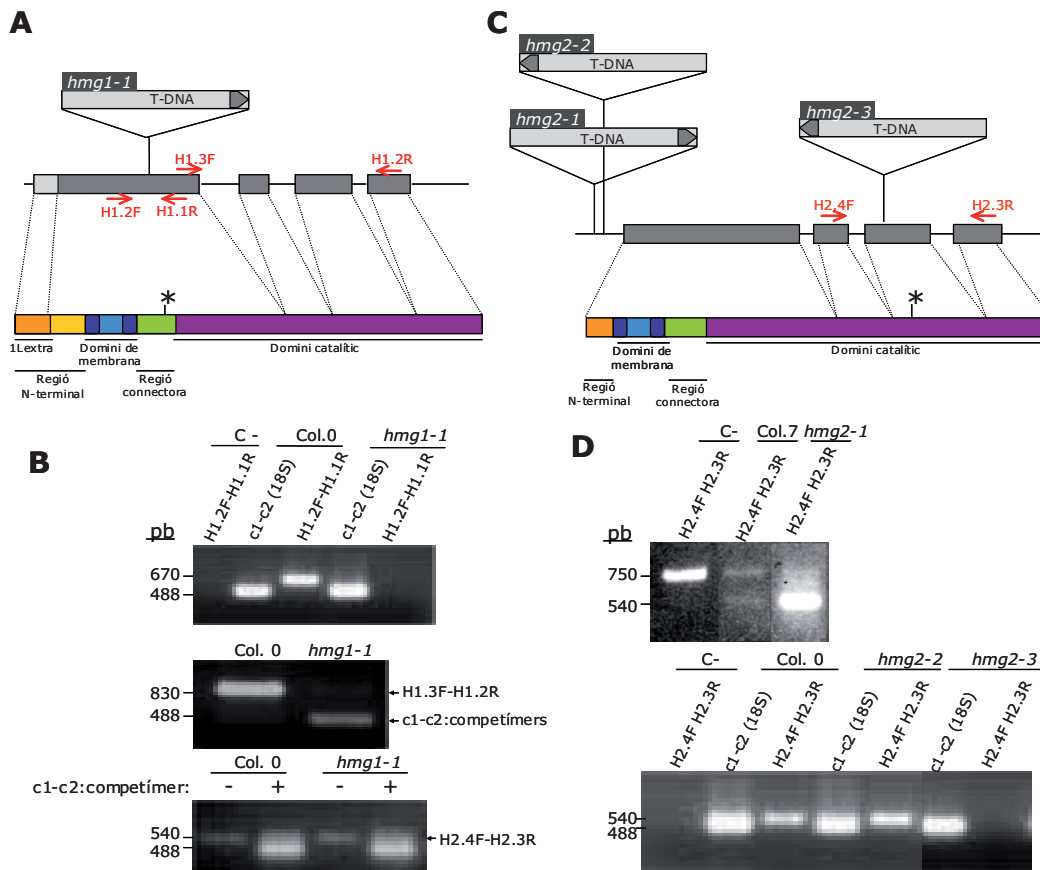 A
hmg1-1
T-DNA
H1.3F
H1.2R
H1.2F
H1.1R
*
1Lextra
Domini de
membrana
Domini catalític
Regió
N-terminal
Regió
connectora
C
hmg2-2
T-DNA
hmg2-1
T-DNA
hmg2-3
T-DNA
H2.4F
H2.3R
*
Domini de
membrana
Domini catalític
Regió
N-terminal
Regió
connectora
B
C -
Col.0
hmg1-1
H1.2F-H1.1R
c1-c2 (18S)
H1.2F-H1.1R
c1-c2 (18S)
H1.2F-H1.1R
pb
670
488
Col. 0
hmg1-1
830
488
H1.3F-H1.2R
c1-c2:competímers
Col. 0
hmg1-1
c1-c2:competímer:
-
+
-
+
540
488
H2.4F-H2.3R
D
C-
Col.7
hmg2-1
H2.4F H2.3R
H2.4F H2.3R
H2.4F H2.3R
pb
750
540
C-
Col. 0
hmg2-2
hmg2-3
H2.4F H2.3R
c1-c2 (18S)
H2.4F H2.3R
c1-c2 (18S)
H2.4F H2.3R
c1-c2 (18S)
H2.4F H2.3R
540
488